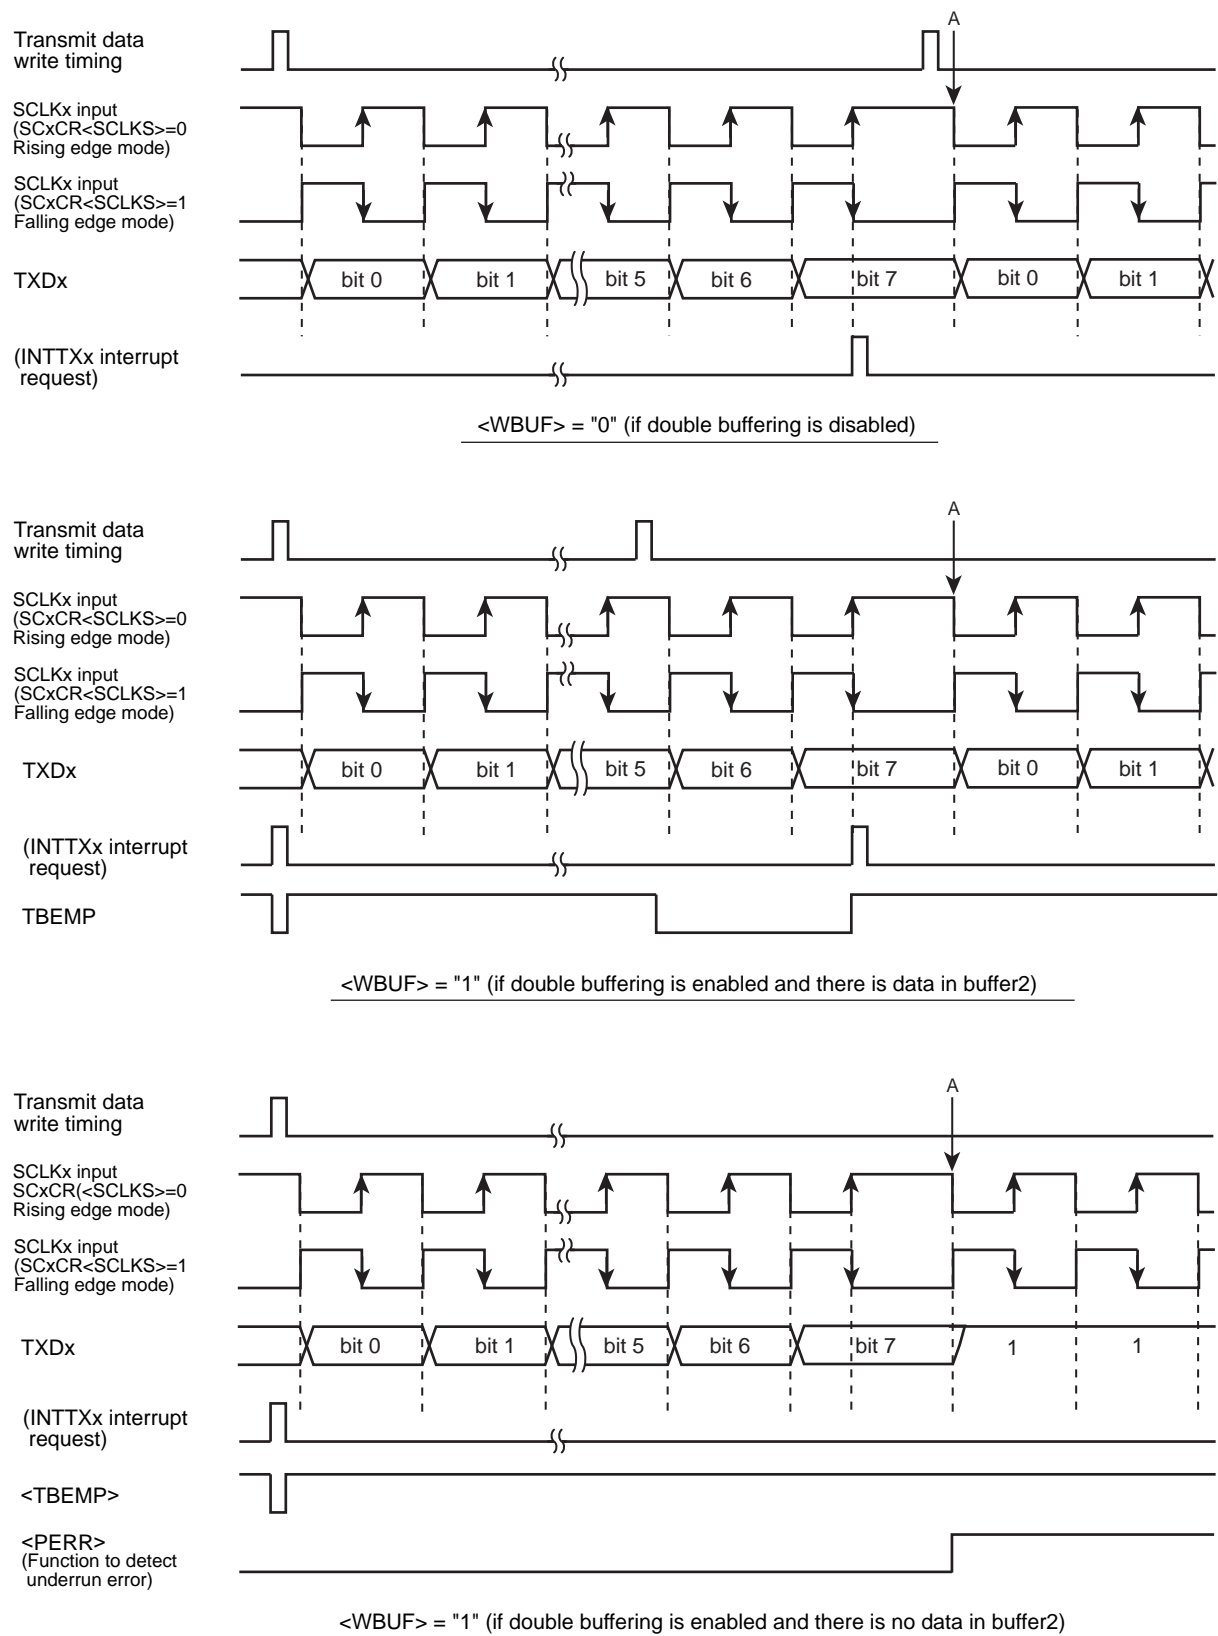 A
Transmit data
write timing
SCLKx input
(SCxCR<SCLKS>=0
Rising edge mode)
SCLKx input
(SCxCR<SCLKS>=1
Falling edge mode)
TXDx
bit 0
bit 1
bit 5
bit 6
bit 7
bit 0
bit 1
(INTTXx interrupt
request)
<WBUF> = "0" (if double buffering is disabled)
A
Transmit data
write timing
SCLKx input
(SCxCR<SCLKS>=0
Rising edge mode)
SCLKx input
(SCxCR<SCLKS>=1
Falling edge mode)
TXDx
bit 0
bit 1
bit 5
bit 6
bit 7
bit 0
bit 1
(INTTXx interrupt
request)
TBEMP
<WBUF> = "1" (if double buffering is enabled and there is data in buffer2)
A
Transmit data
write timing
SCLKx input
SCxCR(<SCLKS>=0
Rising edge mode)
SCLKx input
(SCxCR<SCLKS>=1
Falling edge mode)
TXDx
bit 0
bit 1
bit 5
bit 6
bit 7
1
1
(INTTXx interrupt
request)
<TBEMP>
<PERR>
(Function to detect
underrun error)
<WBUF> = "1" (if double buffering is enabled and there is no data in buffer2)